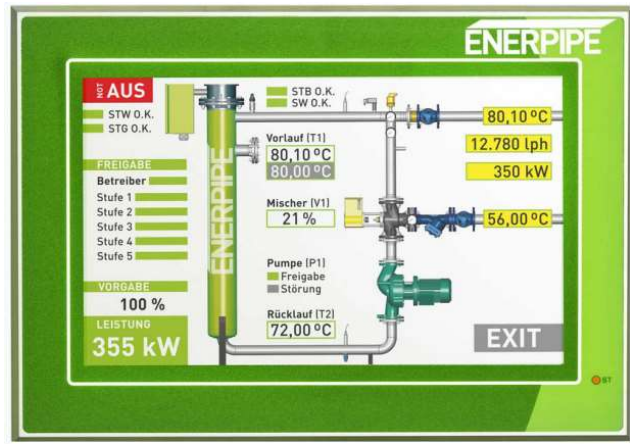 ENERPIPE
NOT AUS
STW O.K.
STG O.K.
STB O.K.
SW O.K.
FREIGABE
Betreiber
Stufe 1
Stufe 2
Stufe 3
Stufe 4
Stufe 5
VORGABE
100 %
LEISTUNG
355 kW
ENERPIPE
Vorlauf (T1)
80,10 °C
80,00 °C
Mischer (V1)
21 %
Pumpe (P1)
Freigabe
Störung
Rücklauf (T2)
72,00 °C
80,10 °C
12.780 lph
350 kW
56,00 °C
EXIT
ST